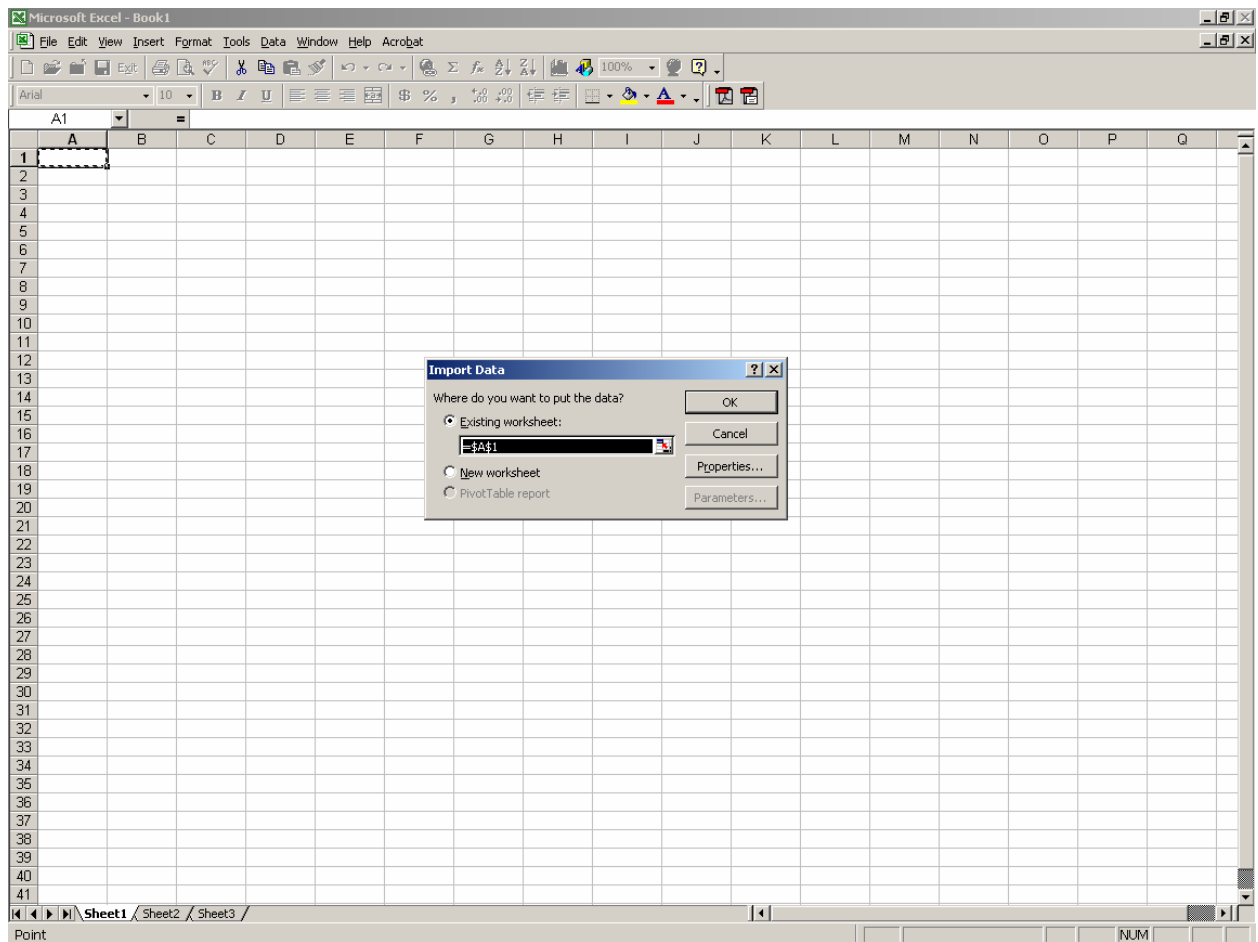 Microsoft Excel - Book1
File Edit View Insert Format Tools Data Window Help Acrobat
Exit ABC Σ fx 100%
Arial 10 B I U $ % ,
A1 =
A B C D E F G H I J K L M N O P Q
1
2
3
4
5
6
7
8
9
10
11
12
13
14
15
16
17
18
19
20
21
22
23
24
25
26
27
28
29
30
31
32
33
34
35
36
37
38
39
40
41
Import Data
Where do you want to put the data?
Existing worksheet:
=$A$1
New worksheet
PivotTable report
OK
Cancel
Properties...
Parameters...
Sheet1 Sheet2 Sheet3
Point NUM